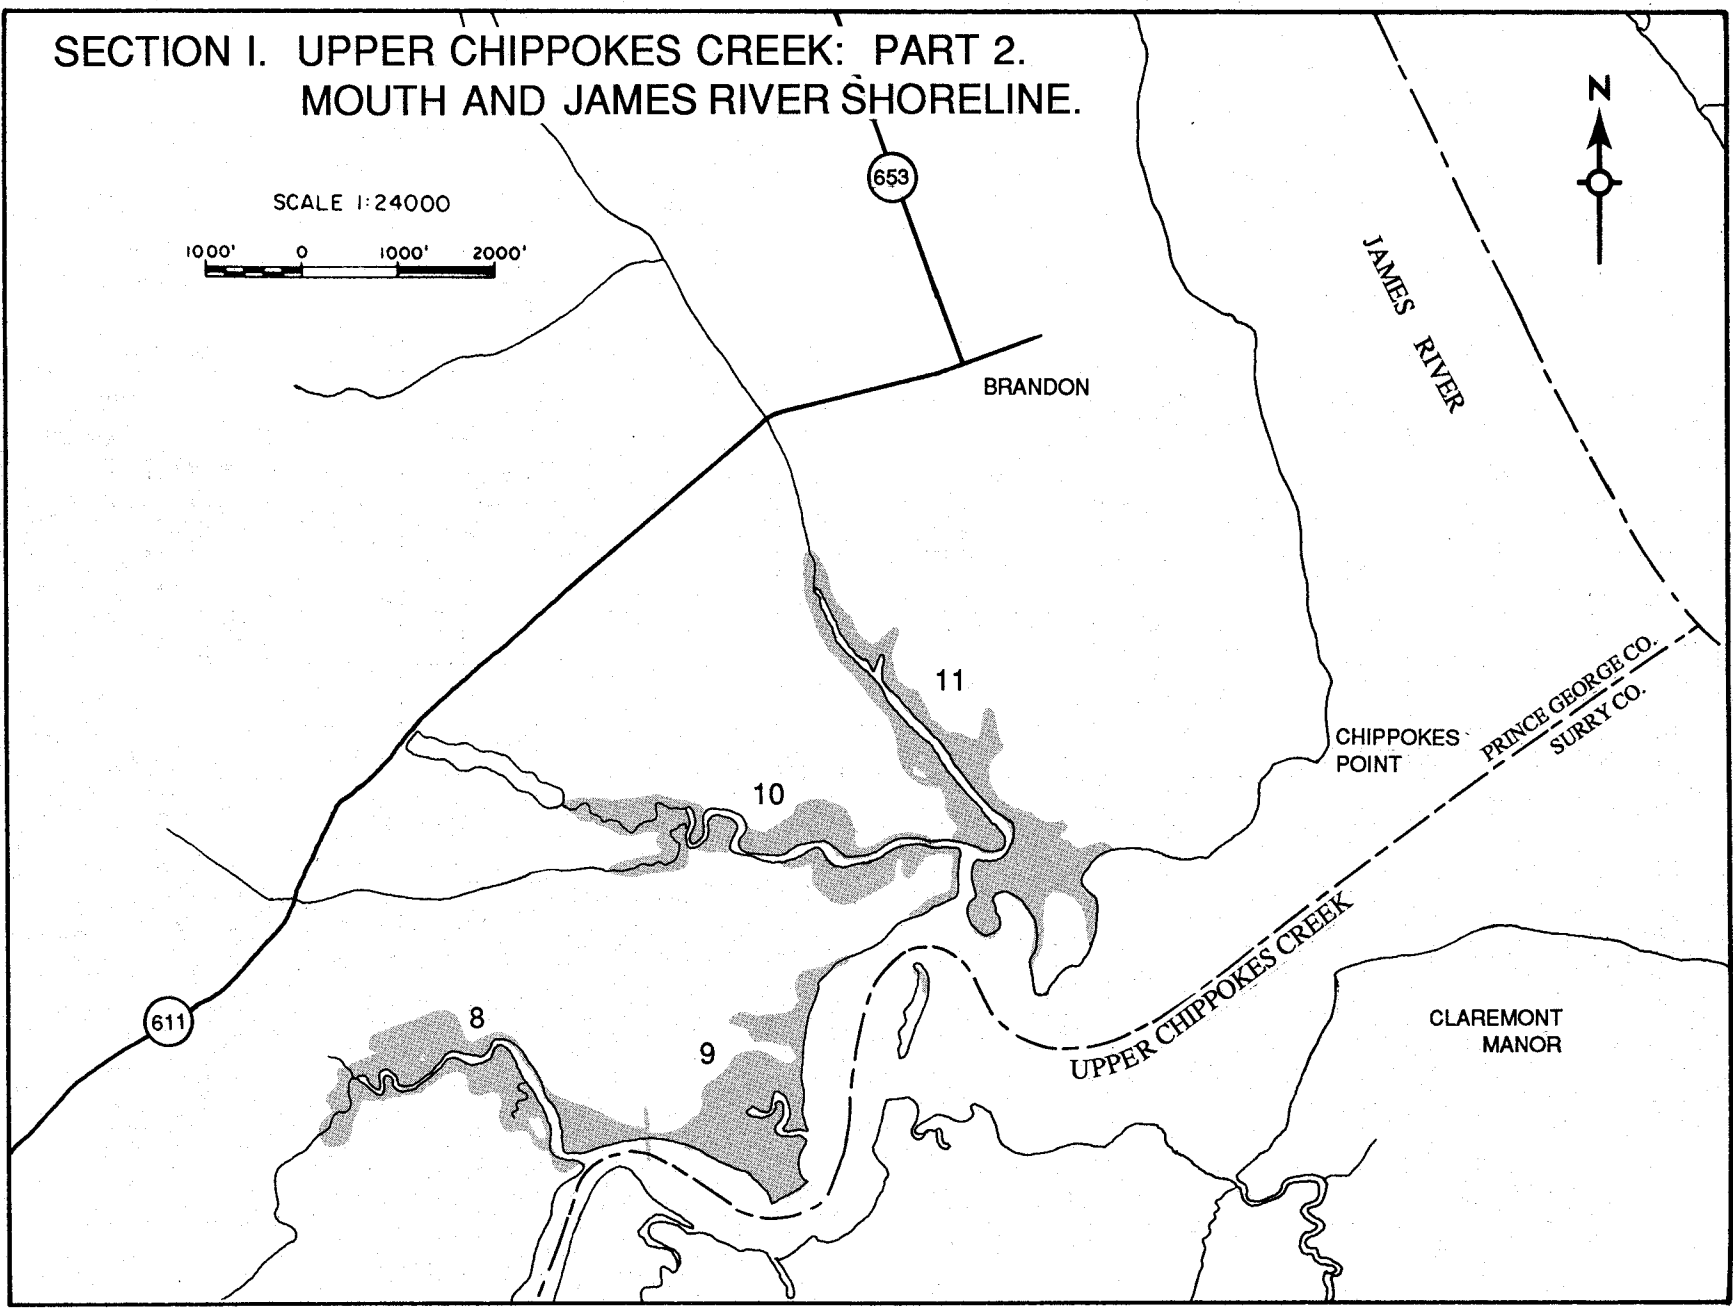 SECTION I. UPPER CHIPPOKES CREEK: PART 2.
MOUTH AND JAMES RIVER SHORELINE.
N
653
SCALE 1:24000
1000' 0 1000' 2000'
JAMES RIVER
BRANDON
11
PRINCE GEORGE CO.
SURRY CO.
CHIPPOKES
POINT
10
UPPER CHIPPOKES CREEK
611
8
9
CLAREMONT
MANOR